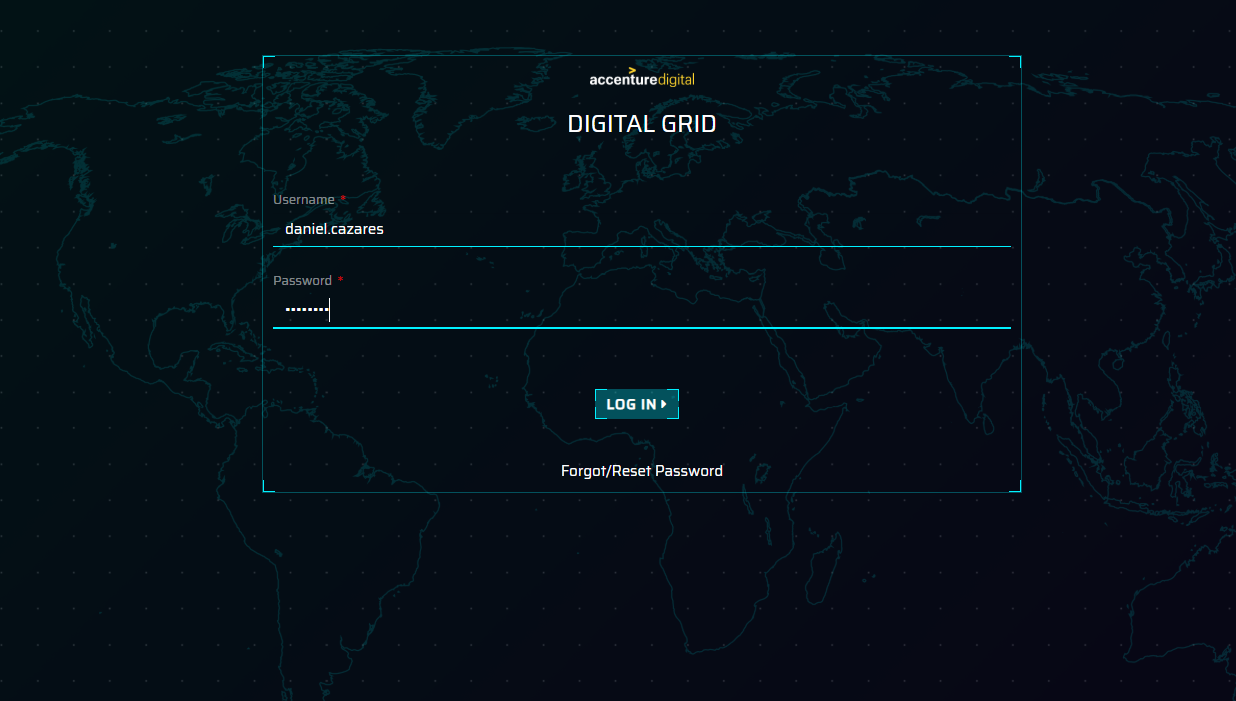 accenturedigital
DIGITAL GRID
Username *
daniel.cazares
Password *
••••••••
LOG IN
Forgot/Reset Password